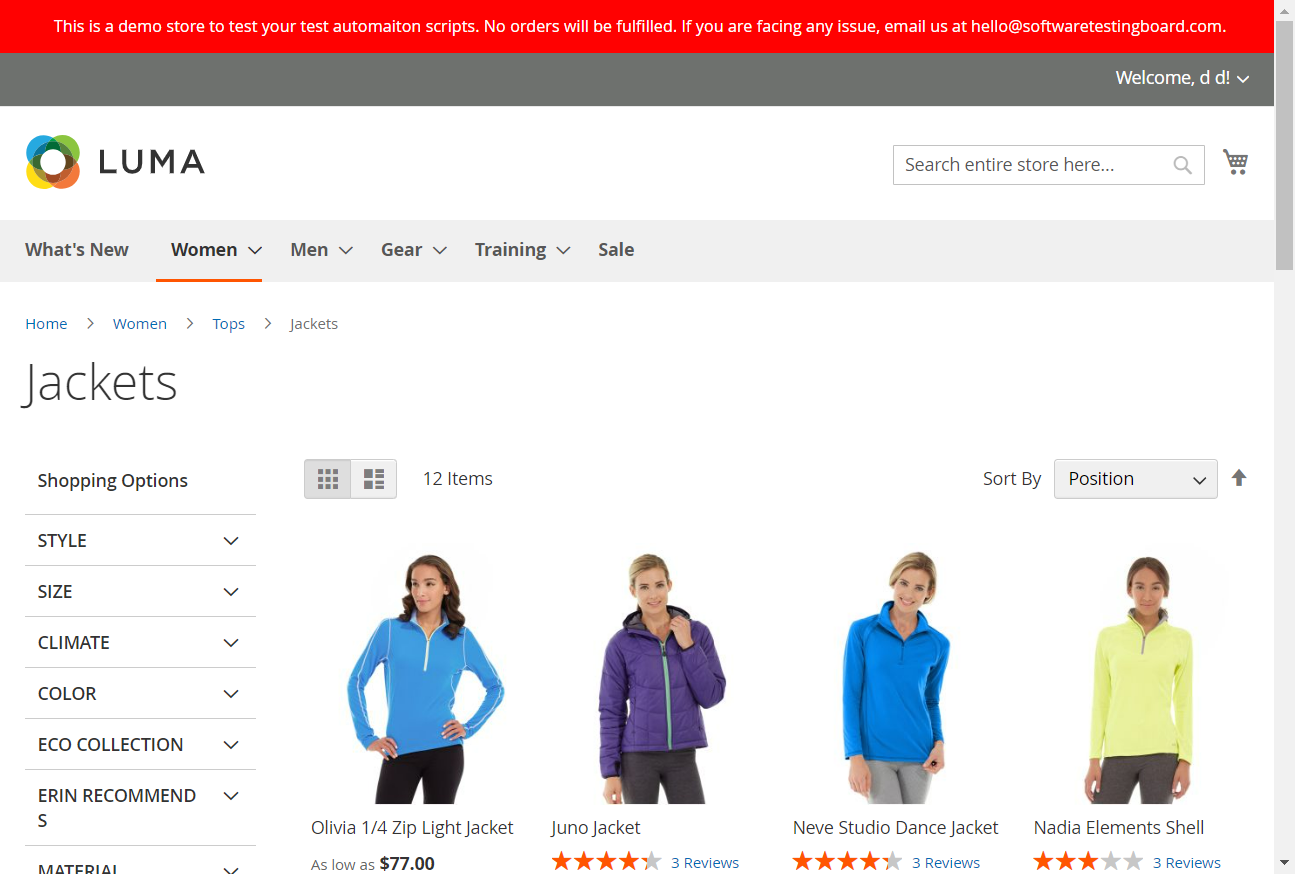 This is a demo store to test your test automaiton scripts. No orders will be fulfilled. If you are facing any issue, email us at hello@softwaretestingboard.com.
Welcome, d d!
LUMA
Search entire store here...
What's New Women Men Gear Training Sale
Home Women Tops Jackets
Jackets
Shopping Options
12 Items
Sort By Position
STYLE
SIZE
CLIMATE
COLOR
ECO COLLECTION
ERIN RECOMMEND
S
MATERIAL
Olivia 1/4 Zip Light Jacket
As low as $77.00
Juno Jacket
3 Reviews
Neve Studio Dance Jacket
3 Reviews
Nadia Elements Shell
3 Reviews